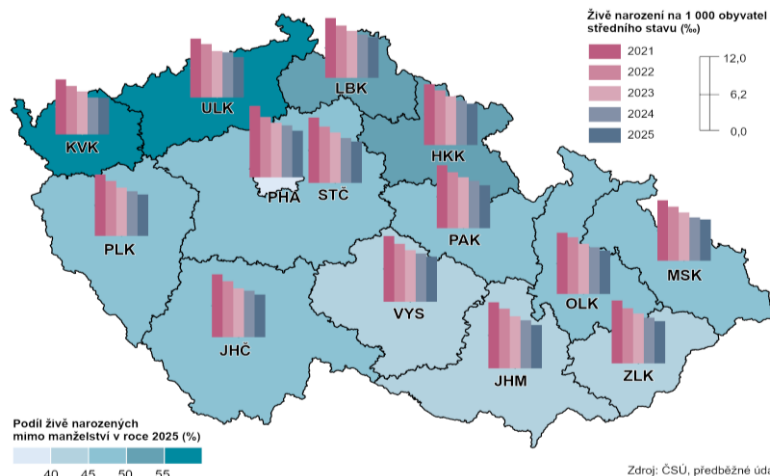 Živě narození na 1 000 obyvatel
středního stavu (‰)
2021
2022
2023
2024
2025
12,0
6,2
0,0
LBK
ULK
KVK
HKK
PHA
STČ
PLK
PAK
MSK
OLK
VYS
JHČ
JHM
ZLK
Podíl živě narozených
mimo manželství v roce 2025 (%)
40 45 50 55
Zdroj: ČSÚ, předběžné úda